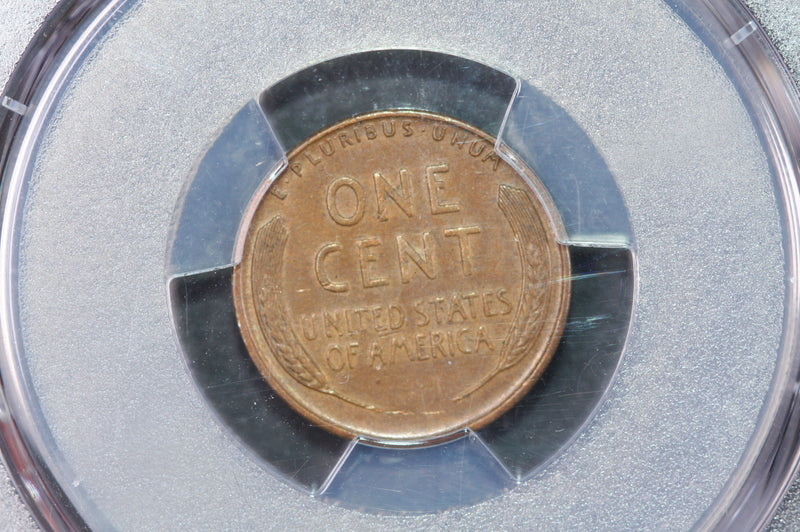 E·PLURIBUS·UNUM
ONE
CENT
UNITED STATES
OF AMERICA